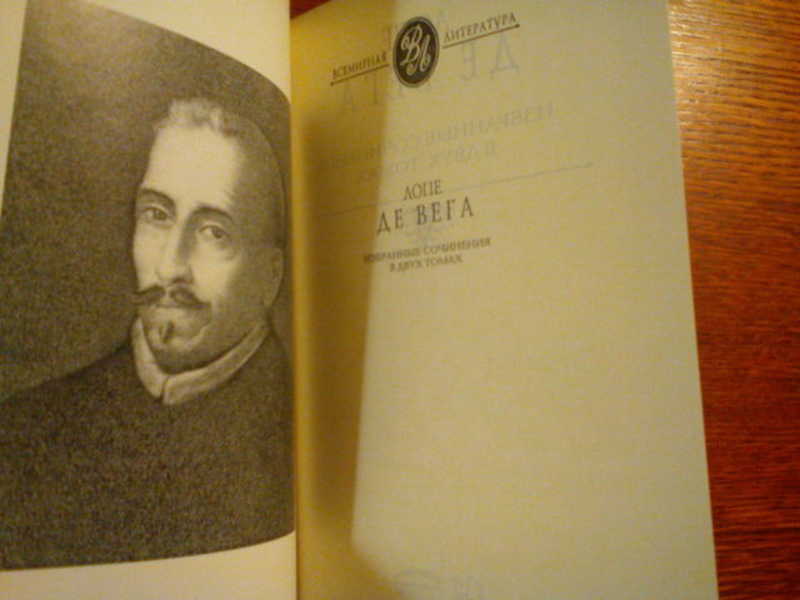 ВСЕМИРНАЯ ВЛ ЛИТЕРАТУРА
ЛОПЕ
ДЕ ВЕГА
ИЗБРАННЫЕ СОЧИНЕНИЯ
В ДВУХ ТОМАХ